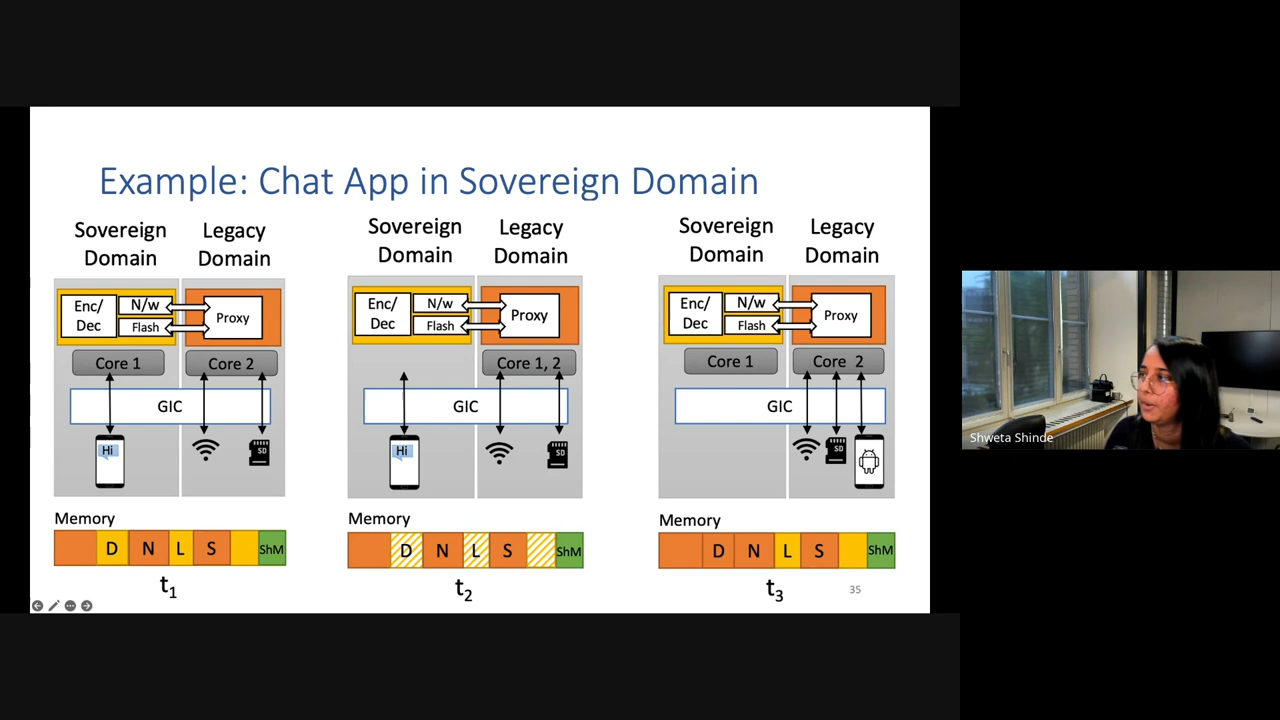 Example: Chat App in Sovereign Domain
Sovereign
Domain
Legacy
Domain
Enc/
Dec
N/w
Flash
Proxy
Core 1
Core 2
GIC
Hi
SD
Memory
D N L S ShM
t1
Sovereign
Domain
Legacy
Domain
Enc/
Dec
N/w
Flash
Proxy
Core 1, 2
GIC
Hi
SD
Memory
D N L S ShM
t2
Sovereign
Domain
Legacy
Domain
Enc/
Dec
N/w
Flash
Proxy
Core 1
Core 2
GIC
SD
Memory
D N L S ShM
t3
35
Shweta Shinde